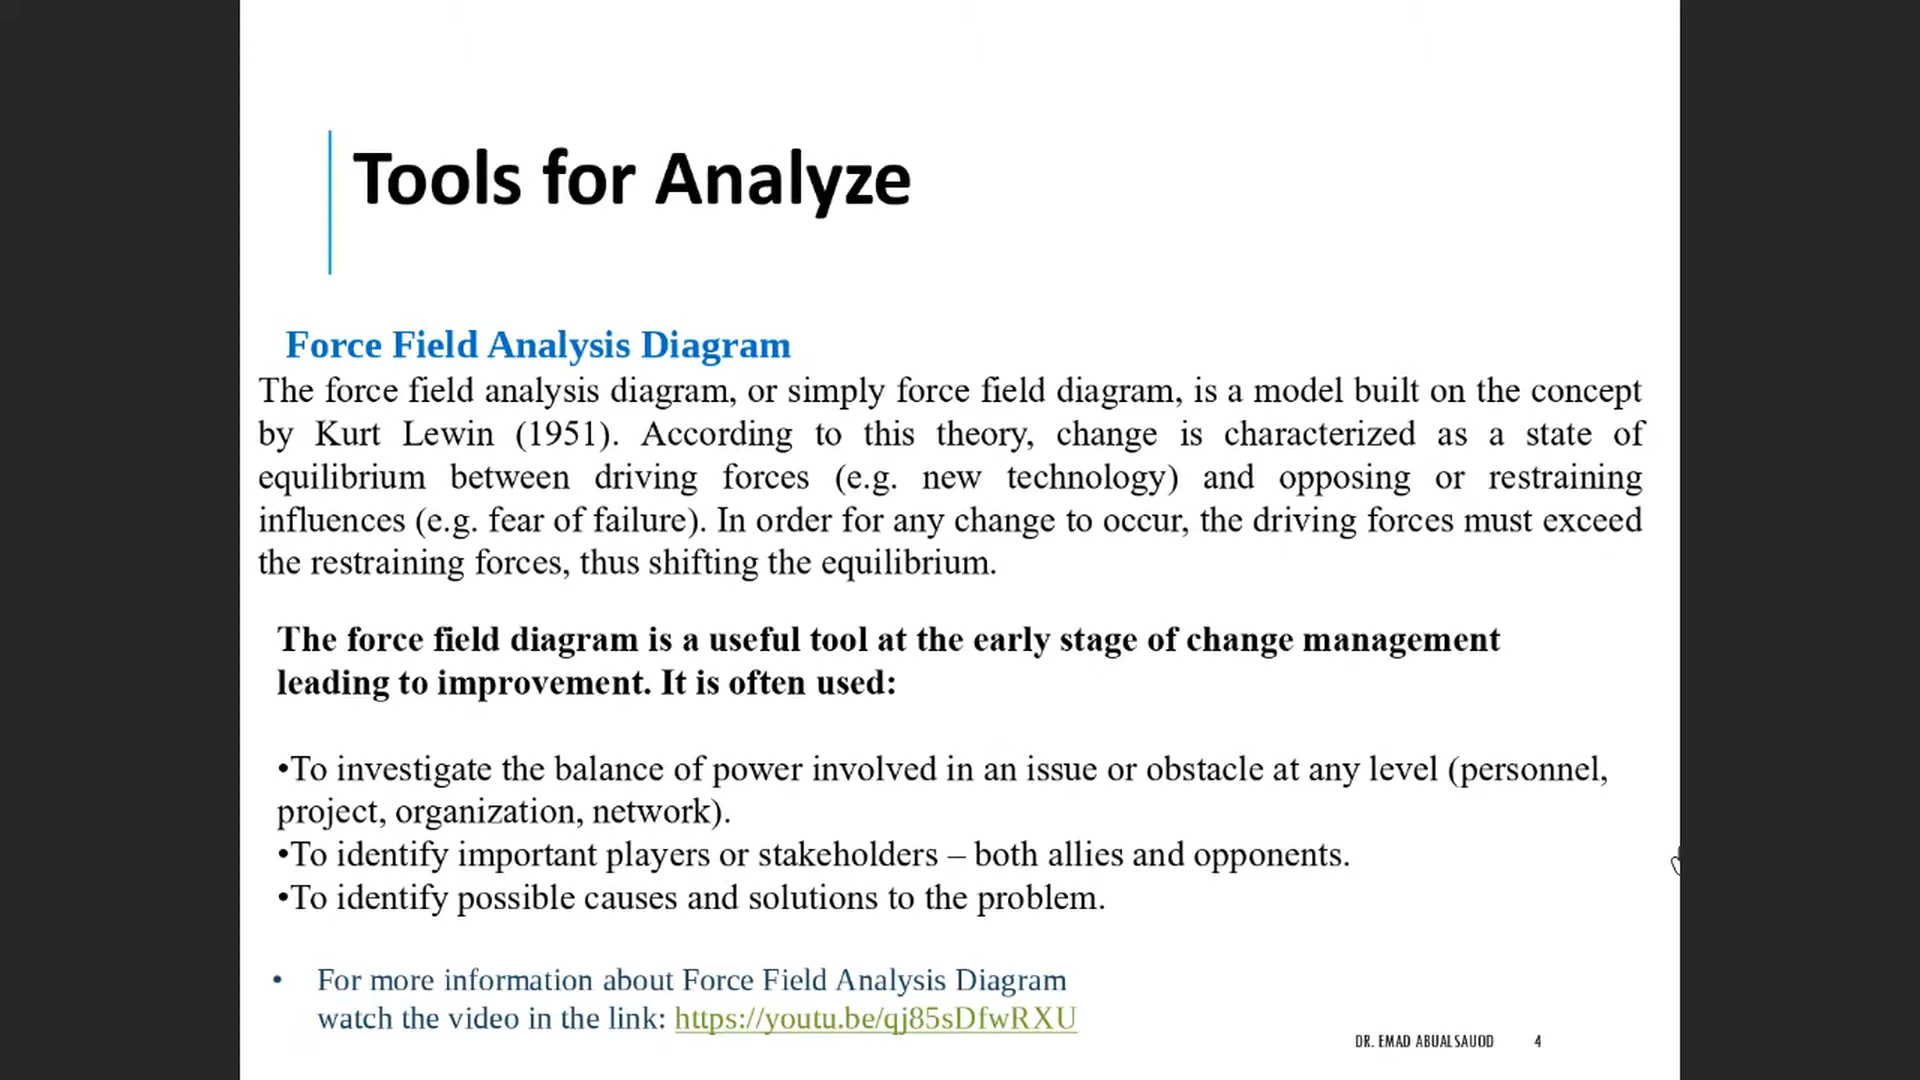 Tools for Analyze
Force Field Analysis Diagram
The force field analysis diagram, or simply force field diagram, is a model built on the concept
by Kurt Lewin (1951). According to this theory, change is characterized as a state of
equilibrium between driving forces (e.g. new technology) and opposing or restraining
influences (e.g. fear of failure). In order for any change to occur, the driving forces must exceed
the restraining forces, thus shifting the equilibrium.
The force field diagram is a useful tool at the early stage of change management
leading to improvement. It is often used:
•To investigate the balance of power involved in an issue or obstacle at any level (personnel,
project, organization, network).
•To identify important players or stakeholders – both allies and opponents.
•To identify possible causes and solutions to the problem.
• For more information about Force Field Analysis Diagram
watch the video in the link: https://youtu.be/qj85sDfwRXU
DR. EMAD ABUALSAUOD 4